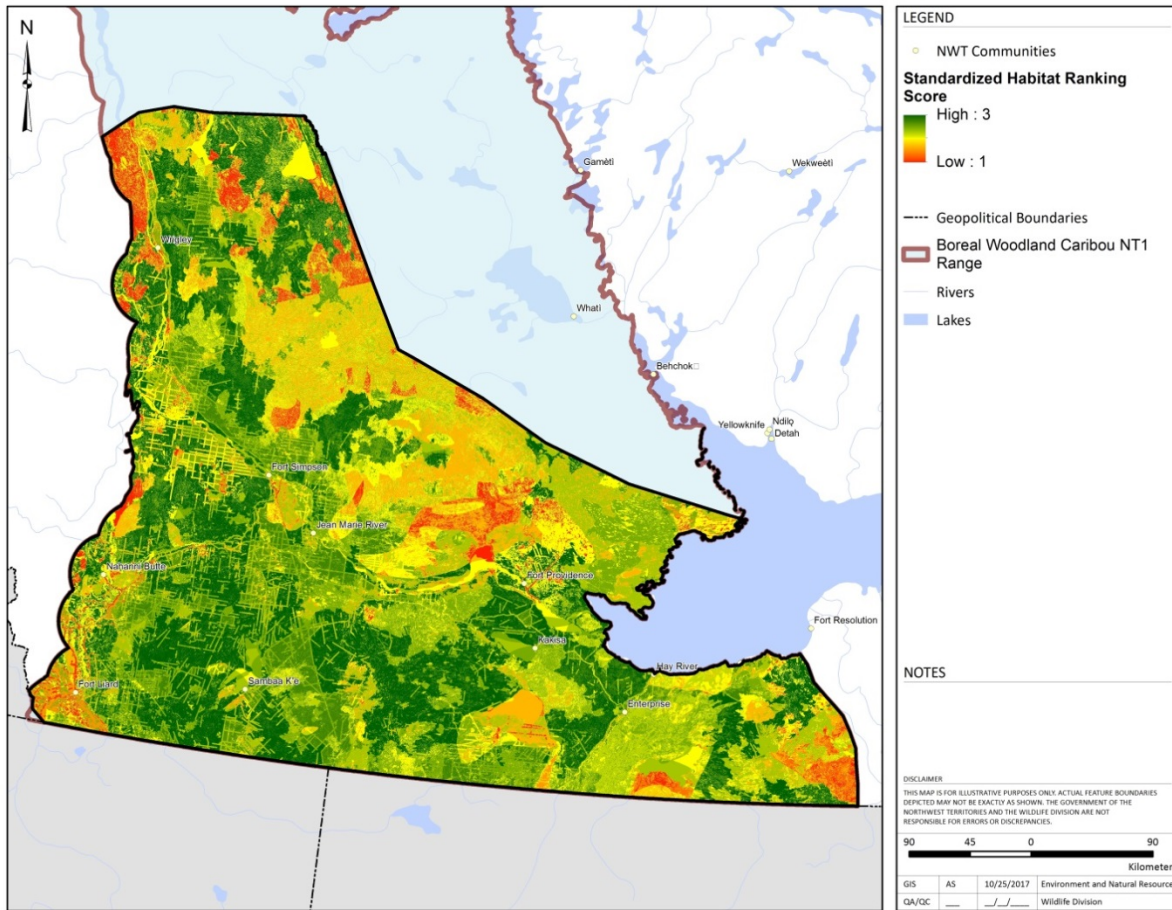 N
Gamètì
Wekweètì
Wrigley
Whatì
Behchok□
Ndilǫ
Yellowknife
Detah
Fort Simpson
Jean Marie River
Nahanni Butte
Fort Providence
Fort Resolution
Kakisa
Hay River
Fort Liard
Sambaa K'e
Enterprise
LEGEND
NWT Communities
Standardized Habitat Ranking
Score
High : 3
Low : 1
Geopolitical Boundaries
Boreal Woodland Caribou NT1
Range
Rivers
Lakes
NOTES
DISCLAIMER
THIS MAP IS FOR ILLUSTRATIVE PURPOSES ONLY. ACTUAL FEATURE BOUNDARIES
DEPICTED MAY NOT BE EXACTLY AS SHOWN. THE GOVERNMENT OF THE
NORTHWEST TERRITORIES AND THE WILDLIFE DIVISION ARE NOT
RESPONSIBLE FOR ERRORS OR DISCREPANCIES.
90 45 0 90
Kilometer
GIS AS 10/25/2017 Environment and Natural Resource
QA/QC ___ __/__/____ Wildlife Division